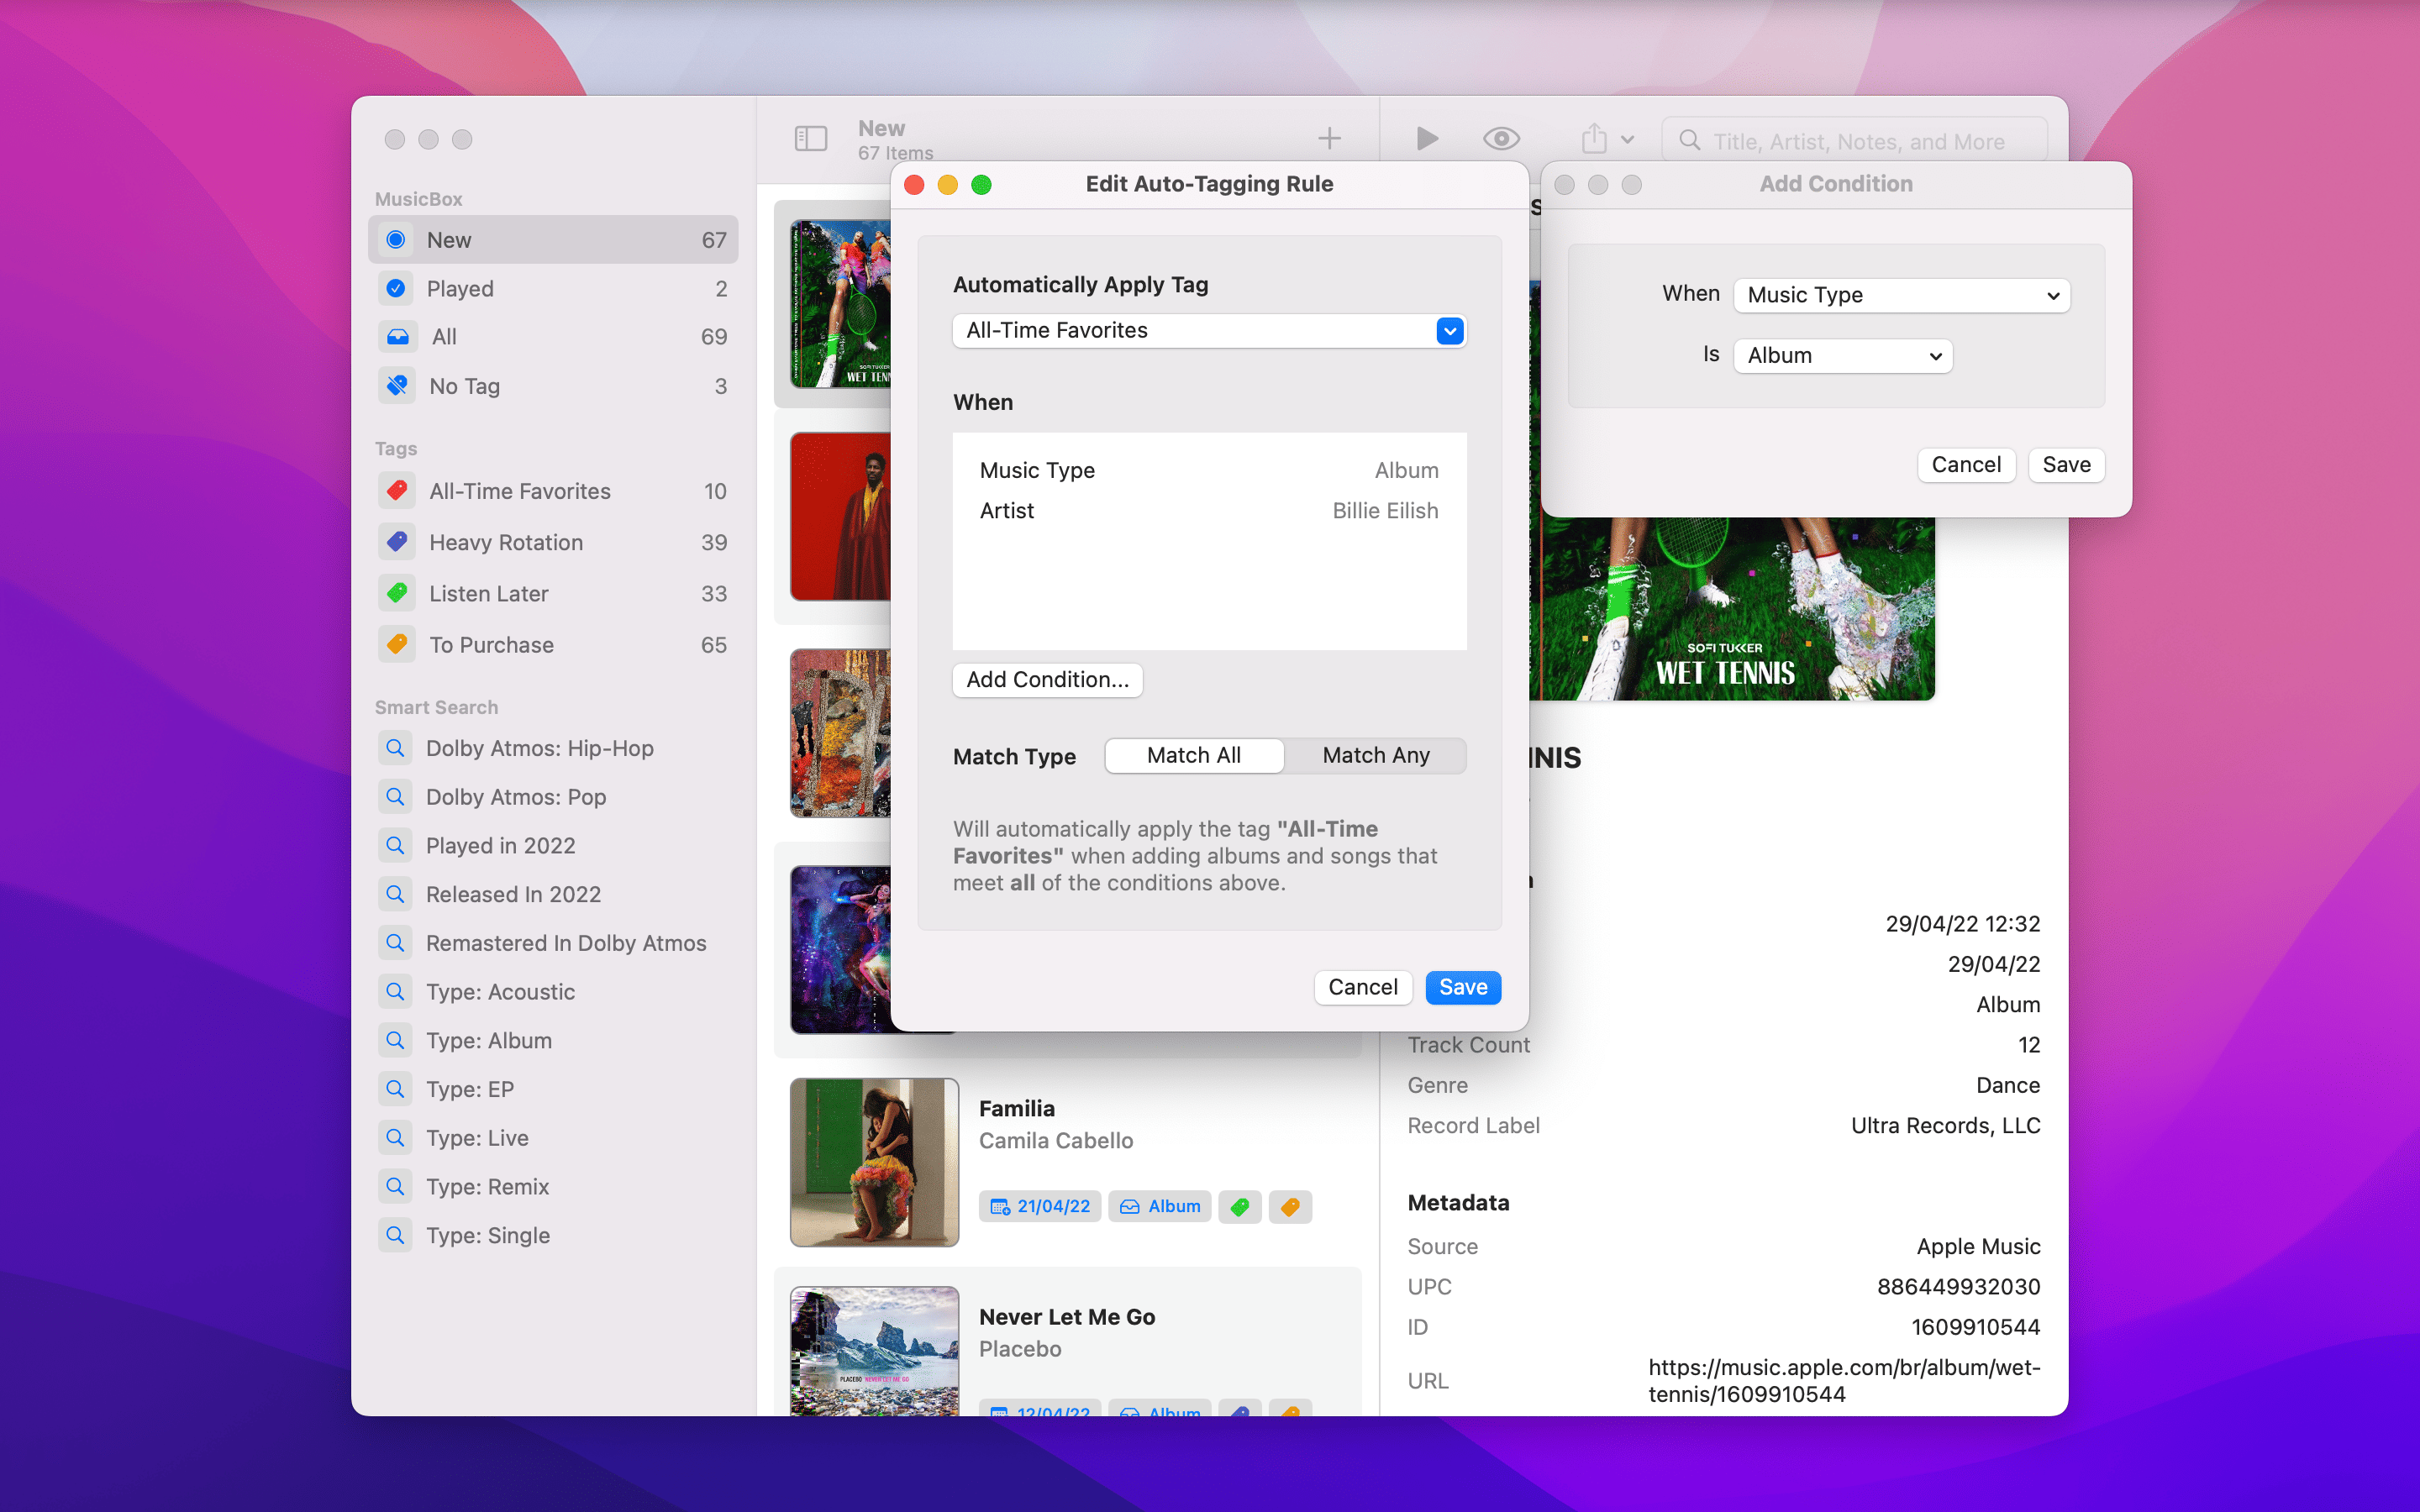 MusicBox
New 67
Played 2
All 69
No Tag 3
Tags
All-Time Favorites 10
Heavy Rotation 39
Listen Later 33
To Purchase 65
Smart Search
Dolby Atmos: Hip-Hop
Dolby Atmos: Pop
Played in 2022
Released In 2022
Remastered In Dolby Atmos
Type: Acoustic
Type: Album
Type: EP
Type: Live
Type: Remix
Type: Single
New
67 Items
Title, Artist, Notes, and More
SOFI TUKKER
WET TENN
Familia
Camila Cabello
21/04/22 Album
Never Let Me Go
Placebo
PLACEBO NEVER LET ME GO
12/04/22 Album
Edit Auto-Tagging Rule
Automatically Apply Tag
All-Time Favorites
When
Music Type Album
Artist Billie Eilish
Add Condition...
Match Type Match All Match Any
Will automatically apply the tag "All-Time
Favorites" when adding albums and songs that
meet all of the conditions above.
Cancel Save
Add Condition
When Music Type
Is Album
Cancel Save
SOFI TUKKER
WET TENNIS
NIS
29/04/22 12:32
29/04/22
Album
Track Count 12
Genre Dance
Record Label Ultra Records, LLC
Metadata
Source Apple Music
UPC 886449932030
ID 1609910544
URL https://music.apple.com/br/album/wet-
tennis/1609910544